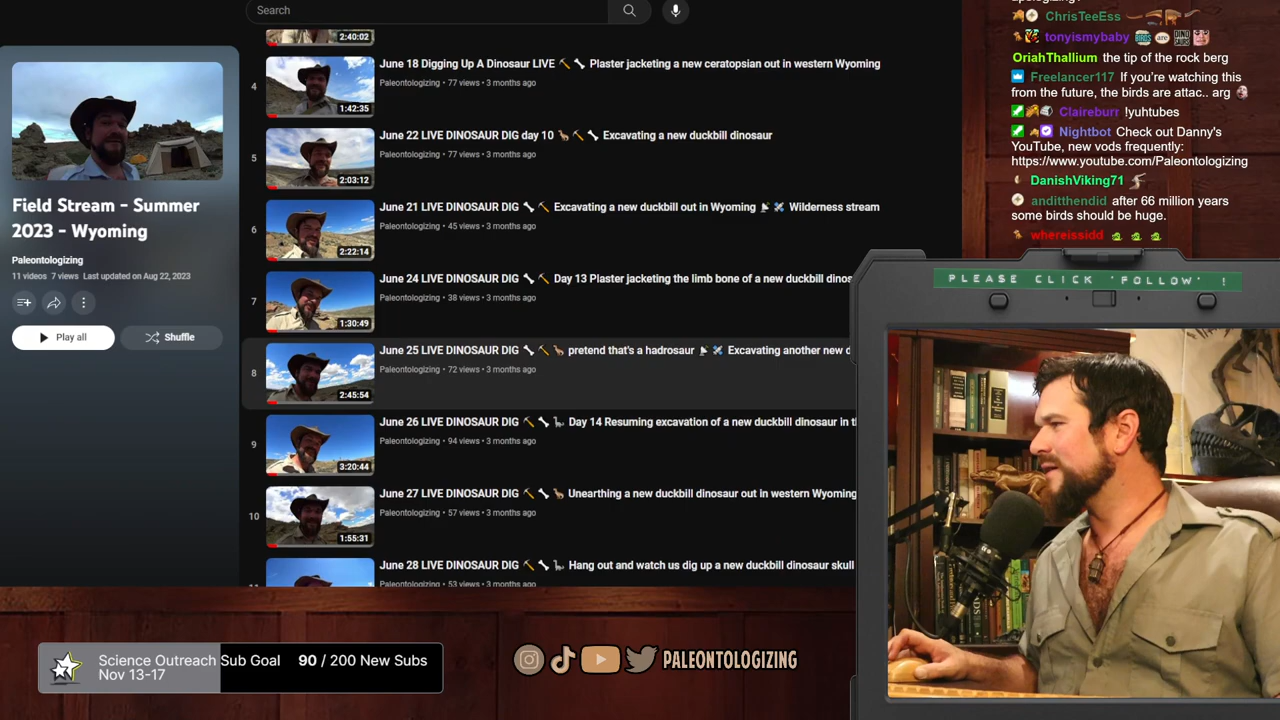 Search
2:40:02
Field Stream - Summer
2023 - Wyoming
Paleontologizing
11 videos 7 views Last updated on Aug 22, 2023
Play all
Shuffle
4
1:42:35
June 18 Digging Up A Dinosaur LIVE Plaster jacketing a new ceratopsian out in western Wyoming
Paleontologizing • 77 views • 3 months ago
5
2:03:12
June 22 LIVE DINOSAUR DIG day 10 Excavating a new duckbill dinosaur
Paleontologizing • 77 views • 3 months ago
6
2:22:14
June 21 LIVE DINOSAUR DIG Excavating a new duckbill out in Wyoming Wilderness stream
Paleontologizing • 45 views • 3 months ago
7
1:30:49
June 24 LIVE DINOSAUR DIG Day 13 Plaster jacketing the limb bone of a new duckbill dinos
Paleontologizing • 38 views • 3 months ago
8
2:45:54
June 25 LIVE DINOSAUR DIG pretend that's a hadrosaur Excavating another new d
Paleontologizing • 72 views • 3 months ago
9
3:20:44
June 26 LIVE DINOSAUR DIG Day 14 Resuming excavation of a new duckbill dinosaur in t
Paleontologizing • 94 views • 3 months ago
10
1:55:31
June 27 LIVE DINOSAUR DIG Unearthing a new duckbill dinosaur out in western Wyoming
Paleontologizing • 57 views • 3 months ago
June 28 LIVE DINOSAUR DIG Hang out and watch us dig up a new duckbill dinosaur skull
Paleontologizing • 53 views • 3 months ago
ChrisTeeEss
tonyismybaby BIRDS are DINOSAURS
OriahThallium the tip of the rock berg
Freelancer117 If you're watching this
from the future, the birds are attac.. arg
Claireburr !yuhtubes
Nightbot Check out Danny's
YouTube, new vods frequently:
https://www.youtube.com/Paleontologizing
DanishViking71
anditthendid after 66 million years
some birds should be huge.
whereissidd
PLEASE CLICK 'FOLLOW' !
Science Outreach Sub Goal 90 / 200 New Subs
Nov 13-17
PALEONTOLOGIZING